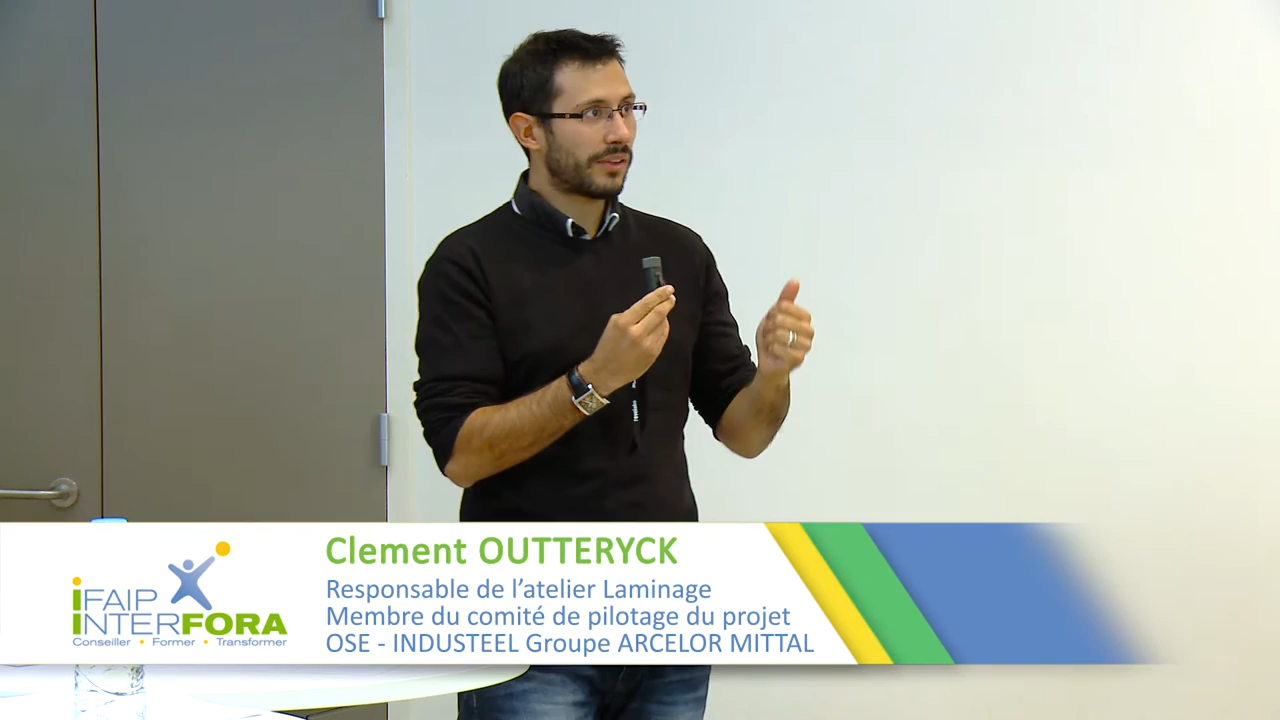 Clement OUTTERYCK
Responsable de l'atelier Laminage
Membre du comité de pilotage du projet
OSE - INDUSTEEL Groupe ARCELOR MITTAL
iFAIP
INTERFORA
Conseiller • Former • Transformer